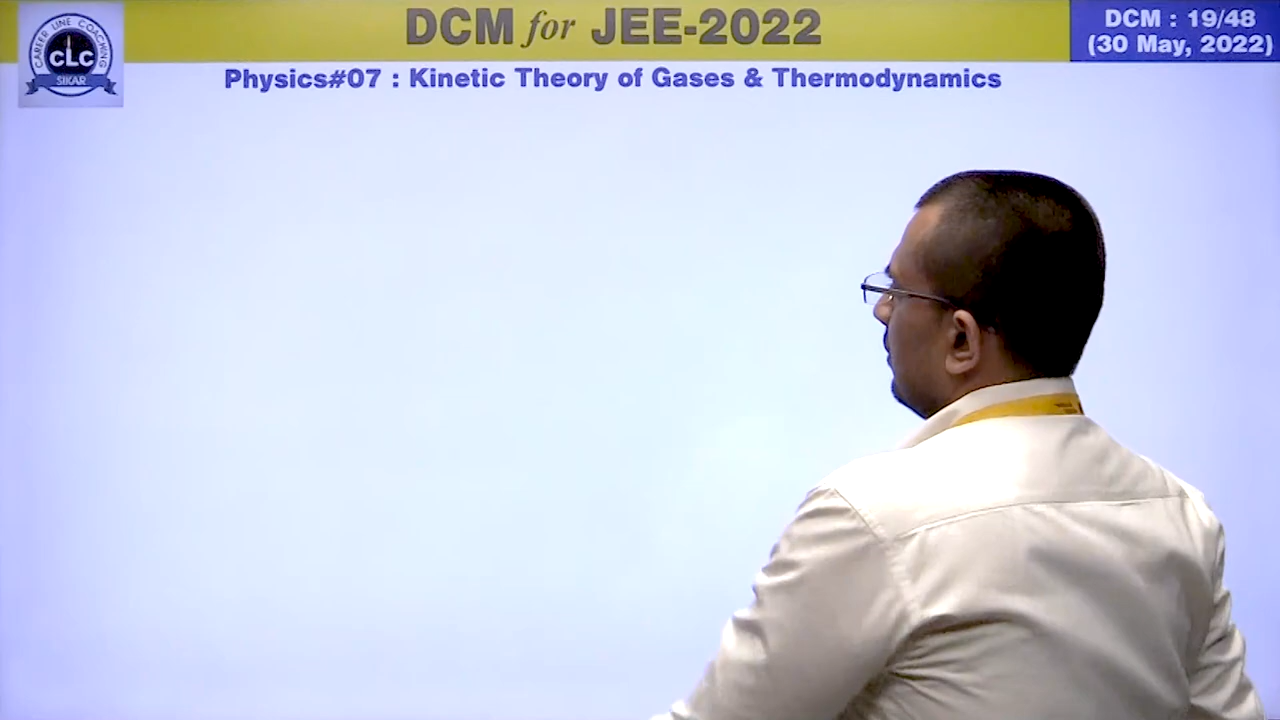 DCM for JEE-2022
DCM : 19/48
(30 May, 2022)
CAREER LINE COACHING
CLC
SIKAR
Physics#07 : Kinetic Theory of Gases & Thermodynamics